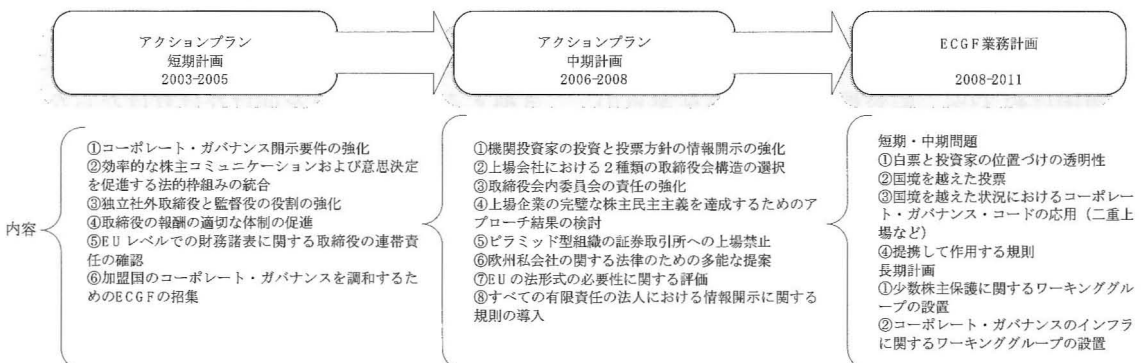 アクションプラン
短期計画
2003-2005
アクションプラン
中期計画
2006-2008
ECGF業務計画
2008-2011
内容
①コーポレート・ガバナンス開示要件の強化
②効率的な株主コミュニケーションおよび意思決定
を促進する法的枠組みの統合
③独立社外取締役と監督役の役割の強化
④取締役の報酬の適切な体制の促進
⑤EUレベルでの財務諸表に関する取締役の連帯責
任の確認
⑥加盟国のコーポレート・ガバナンスを調和するた
めのECGFの招集
①機関投資家の投資と投票方針の情報開示の強化
②上場会社における2種類の取締役会構造の選択
③取締役会内委員会の責任の強化
④上場企業の完璧な株主民主主義を達成するためのア
プローチ結果の検討
⑤ピラミッド型組織の証券取引所への上場禁止
⑥欧州私会社の関する法律のための多能な提案
⑦EUの法形式の必要性に関する評価
⑧すべての有限責任の法人における情報開示に関する
規則の導入
短期・中期問題
①白票と投資家の位置づけの透明性
②国境を越えた投票
③国境を越えた状況におけるコーポレー
ト・ガバナンス・コードの応用（二重上
場など）
④提携して作用する規則
長期計画
①少数株主保護に関するワーキンググル
ープの設置
②コーポレート・ガバナンスのインフラ
に関するワーキンググループの設置